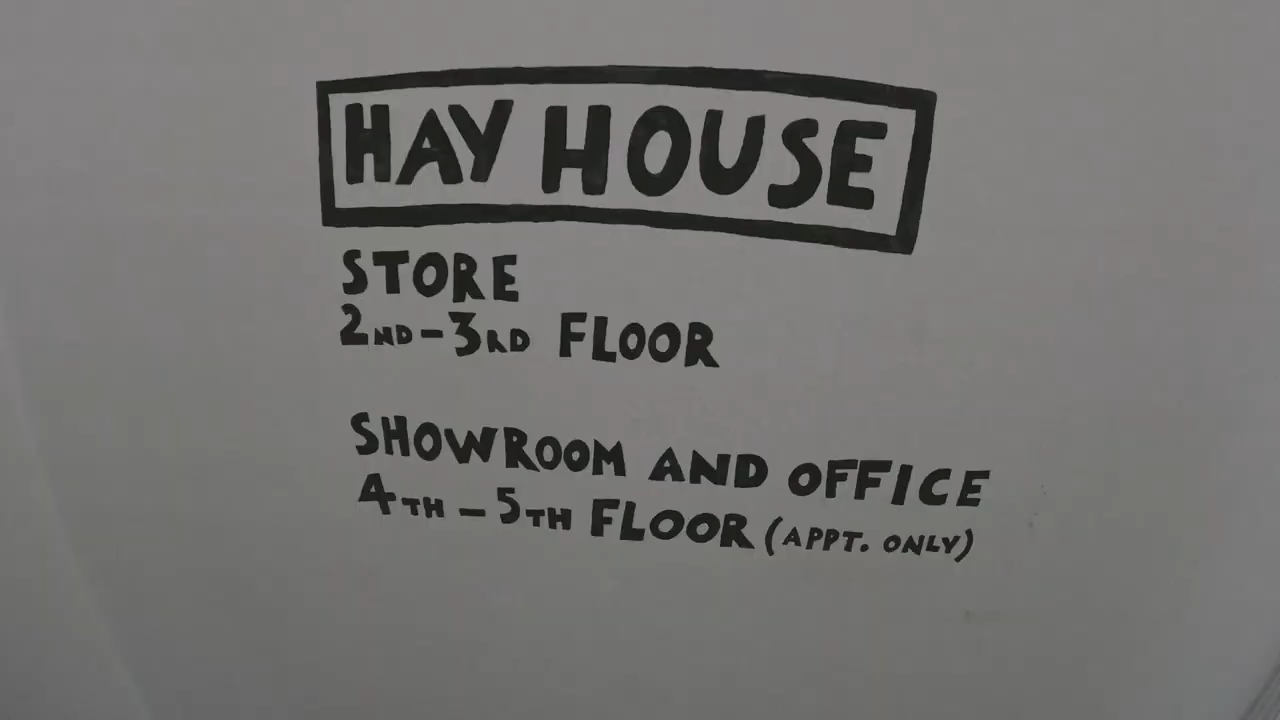 HAY HOUSE
STORE
2ND-3RD FLOOR
SHOWROOM AND OFFICE
4TH-5TH FLOOR (APPT. ONLY)